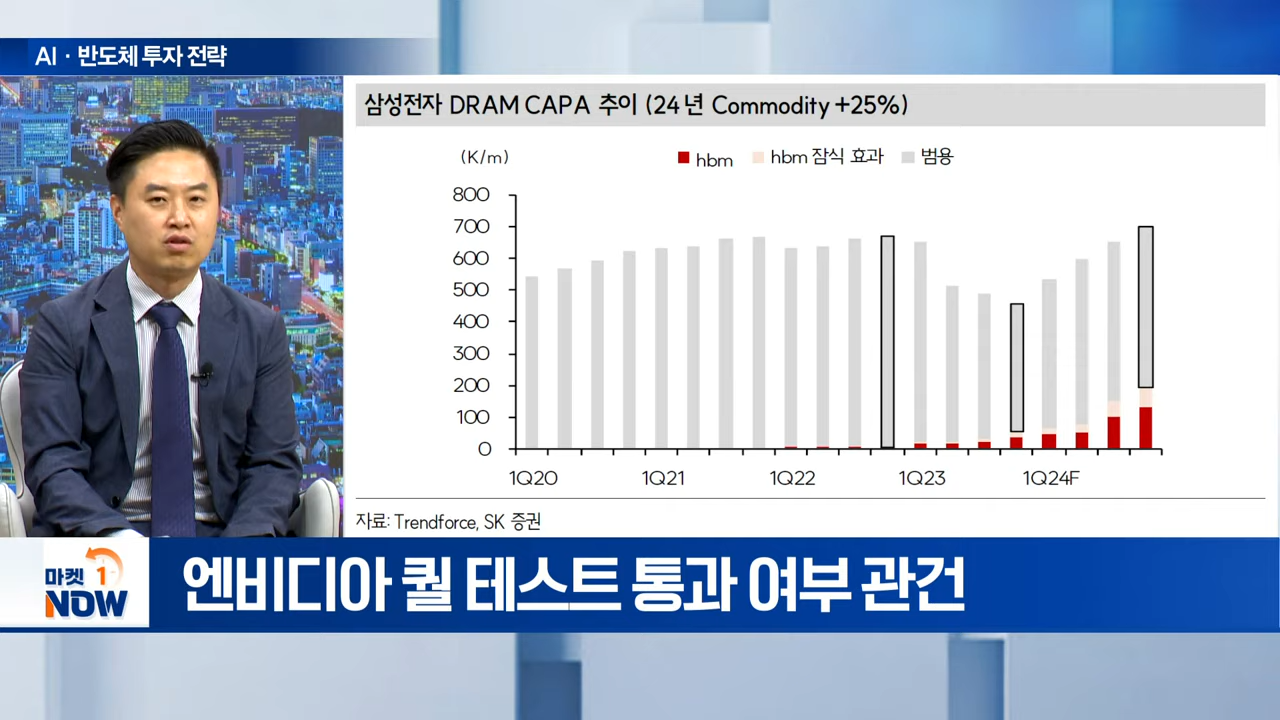 AI · 반도체 투자 전략
삼성전자 DRAM CAPA 추이 (24년 Commodity +25%)
(K/m)
hbm
hbm 잠식 효과
범용
800
700
600
500
400
300
200
100
0
1Q20
1Q21
1Q22
1Q23
1Q24F
자료: Trendforce, SK 증권
마켓 1
NOW
엔비디아 퀄 테스트 통과 여부 관건